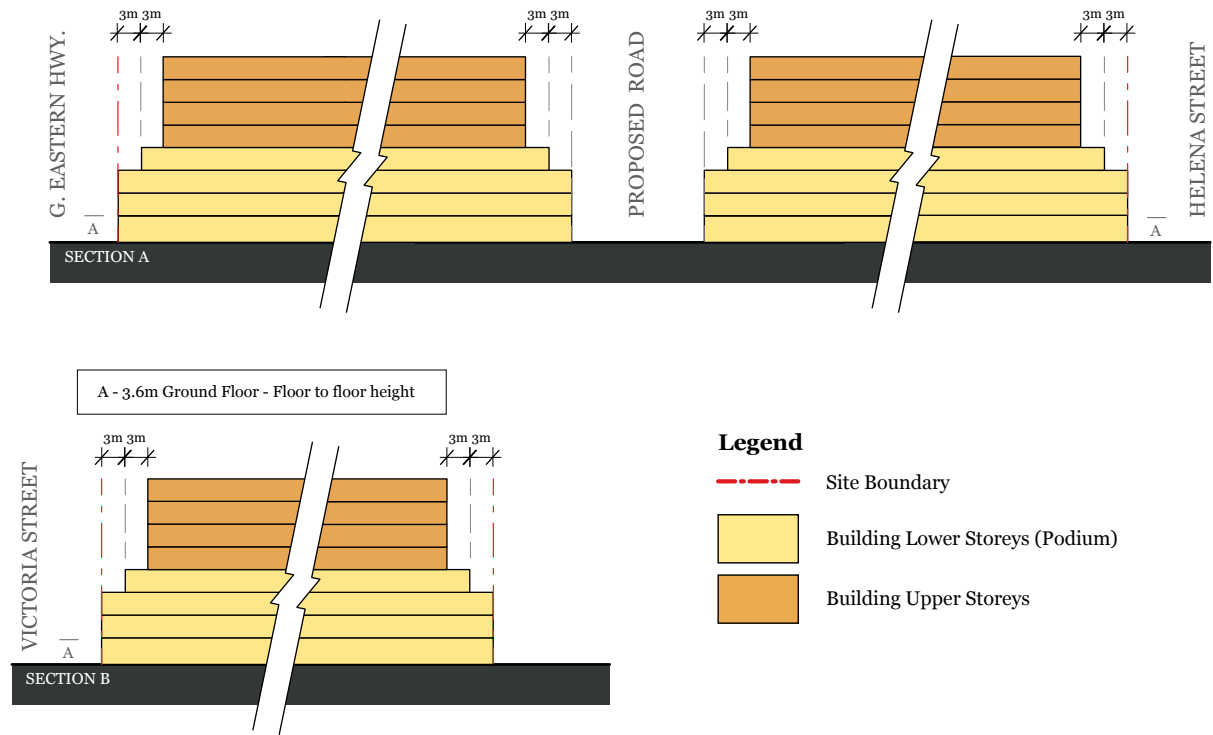 3m 3m
3m 3m
3m 3m
3m 3m
G. EASTERN HWY.
PROPOSED ROAD
HELENA STREET
A
A
SECTION A
A - 3.6m Ground Floor - Floor to floor height
3m 3m
3m 3m
VICTORIA STREET
A
SECTION B
Legend
Site Boundary
Building Lower Storeys (Podium)
Building Upper Storeys